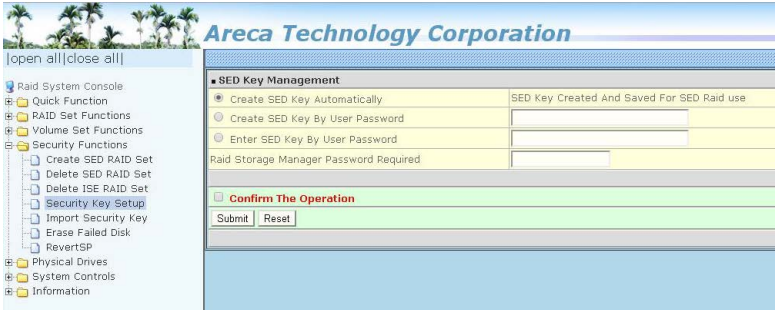 Areca Technology Corporation
|open all|close all|
Raid System Console
Quick Function
RAID Set Functions
Volume Set Functions
Security Functions
Create SED RAID Set
Delete SED RAID Set
Delete ISE RAID Set
Security Key Setup
Import Security Key
Erase Failed Disk
RevertSP
Physical Drives
System Controls
Information
SED Key Management
Create SED Key Automatically SED Key Created And Saved For SED Raid use
Create SED Key By User Password
Enter SED Key By User Password
Raid Storage Manager Password Required
Confirm The Operation
Submit Reset